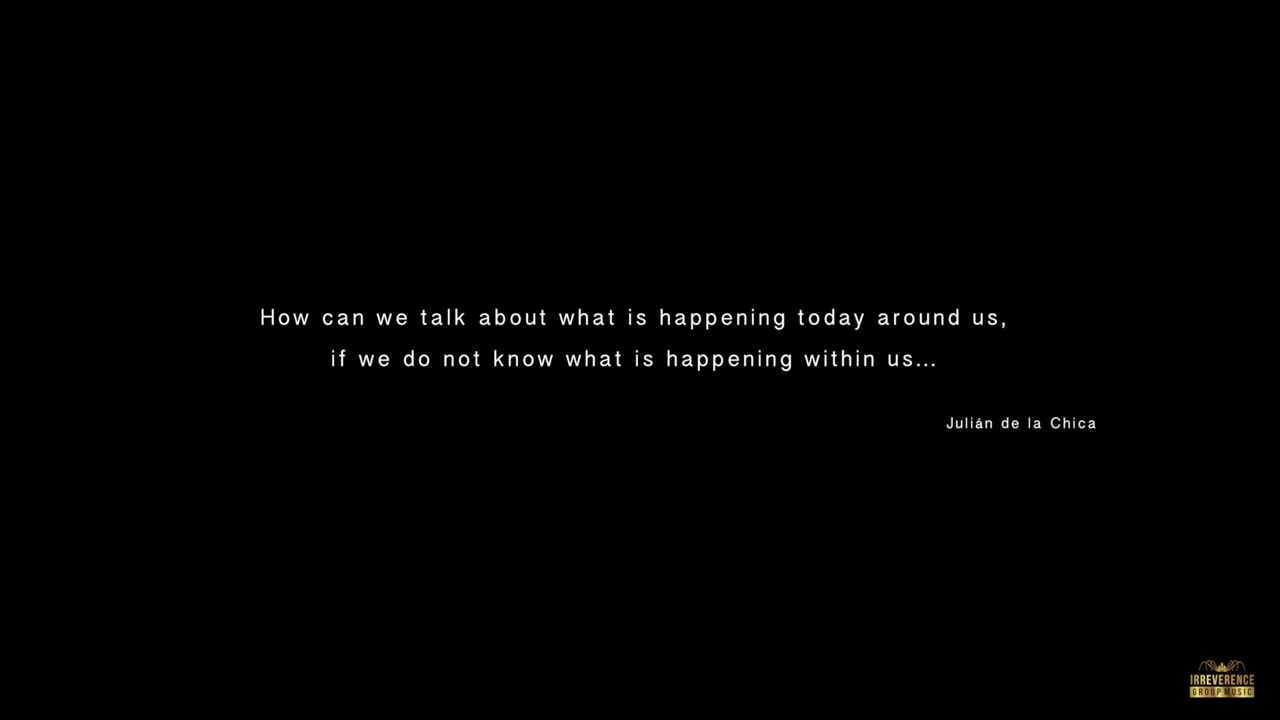 How can we talk about what is happening today around us,
if we do not know what is happening within us...
Julián de la Chica
IRREVERENCE
GROUP MUSIC